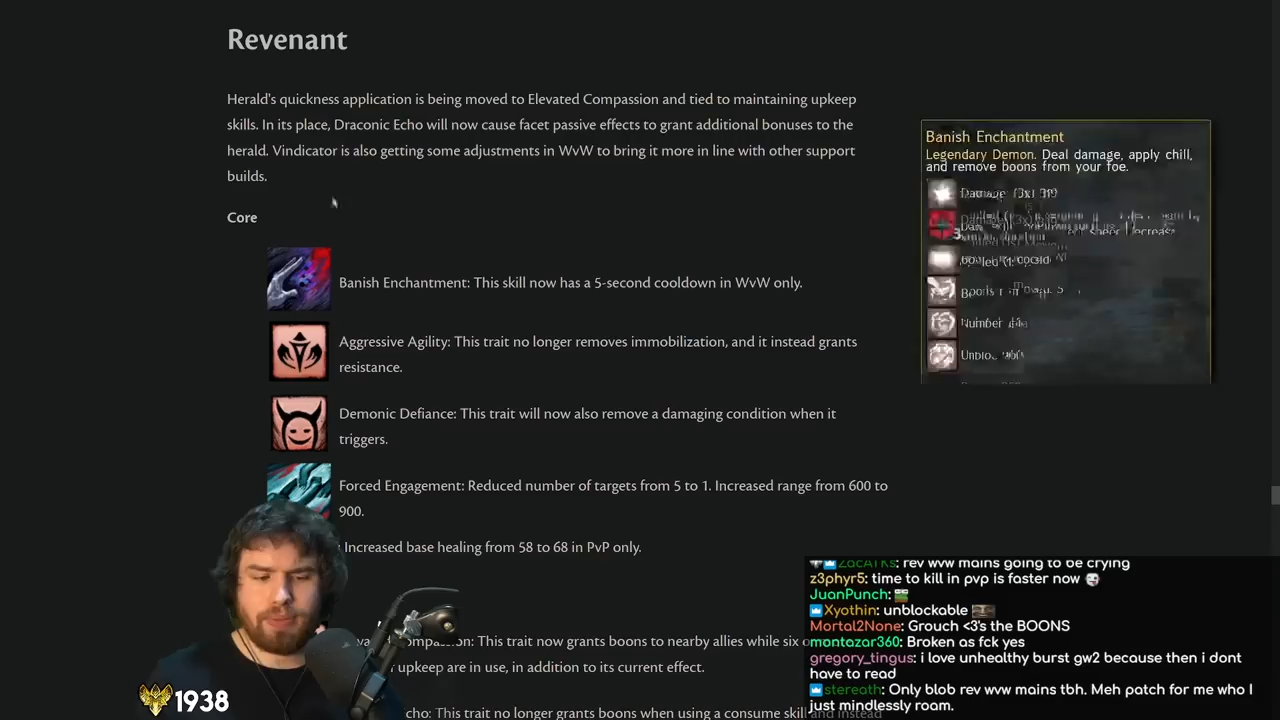 Revenant
Herald's quickness application is being moved to Elevated Compassion and tied to maintaining upkeep
skills. In its place, Draconic Echo will now cause facet passive effects to grant additional bonuses to the
herald. Vindicator is also getting some adjustments in WvW to bring it more in line with other support
builds.
Core
Banish Enchantment: This skill now has a 5-second cooldown in WvW only.
Aggressive Agility: This trait no longer removes immobilization, and it instead grants
resistance.
Demonic Defiance: This trait will now also remove a damaging condition when it
triggers.
Forced Engagement: Reduced number of targets from 5 to 1. Increased range from 600 to
900.
: Increased base healing from 58 to 68 in PvP only.
: This trait now grants boons to nearby allies while six o
upkeep are in use, in addition to its current effect.
cho: This trait no longer grants boons when using a consume skill and instead
Banish Enchantment
Legendary Demon. Deal damage, apply chill,
and remove boons from your foe.
Number
ZacATKs: rev wvw mains going to be crying
z3phyr5: time to kill in pvp is faster now
JuanPunch:
Xyothin: unblockable
Mortal2None: Grouch <3's the BOONS
montazar360: Broken as fck yes
gregory_tingus: i love unhealthy burst gw2 because then i dont
have to read
stereath: Only blob rev wvw mains tbh. Meh patch for me who I
just mindlessly roam.
1938